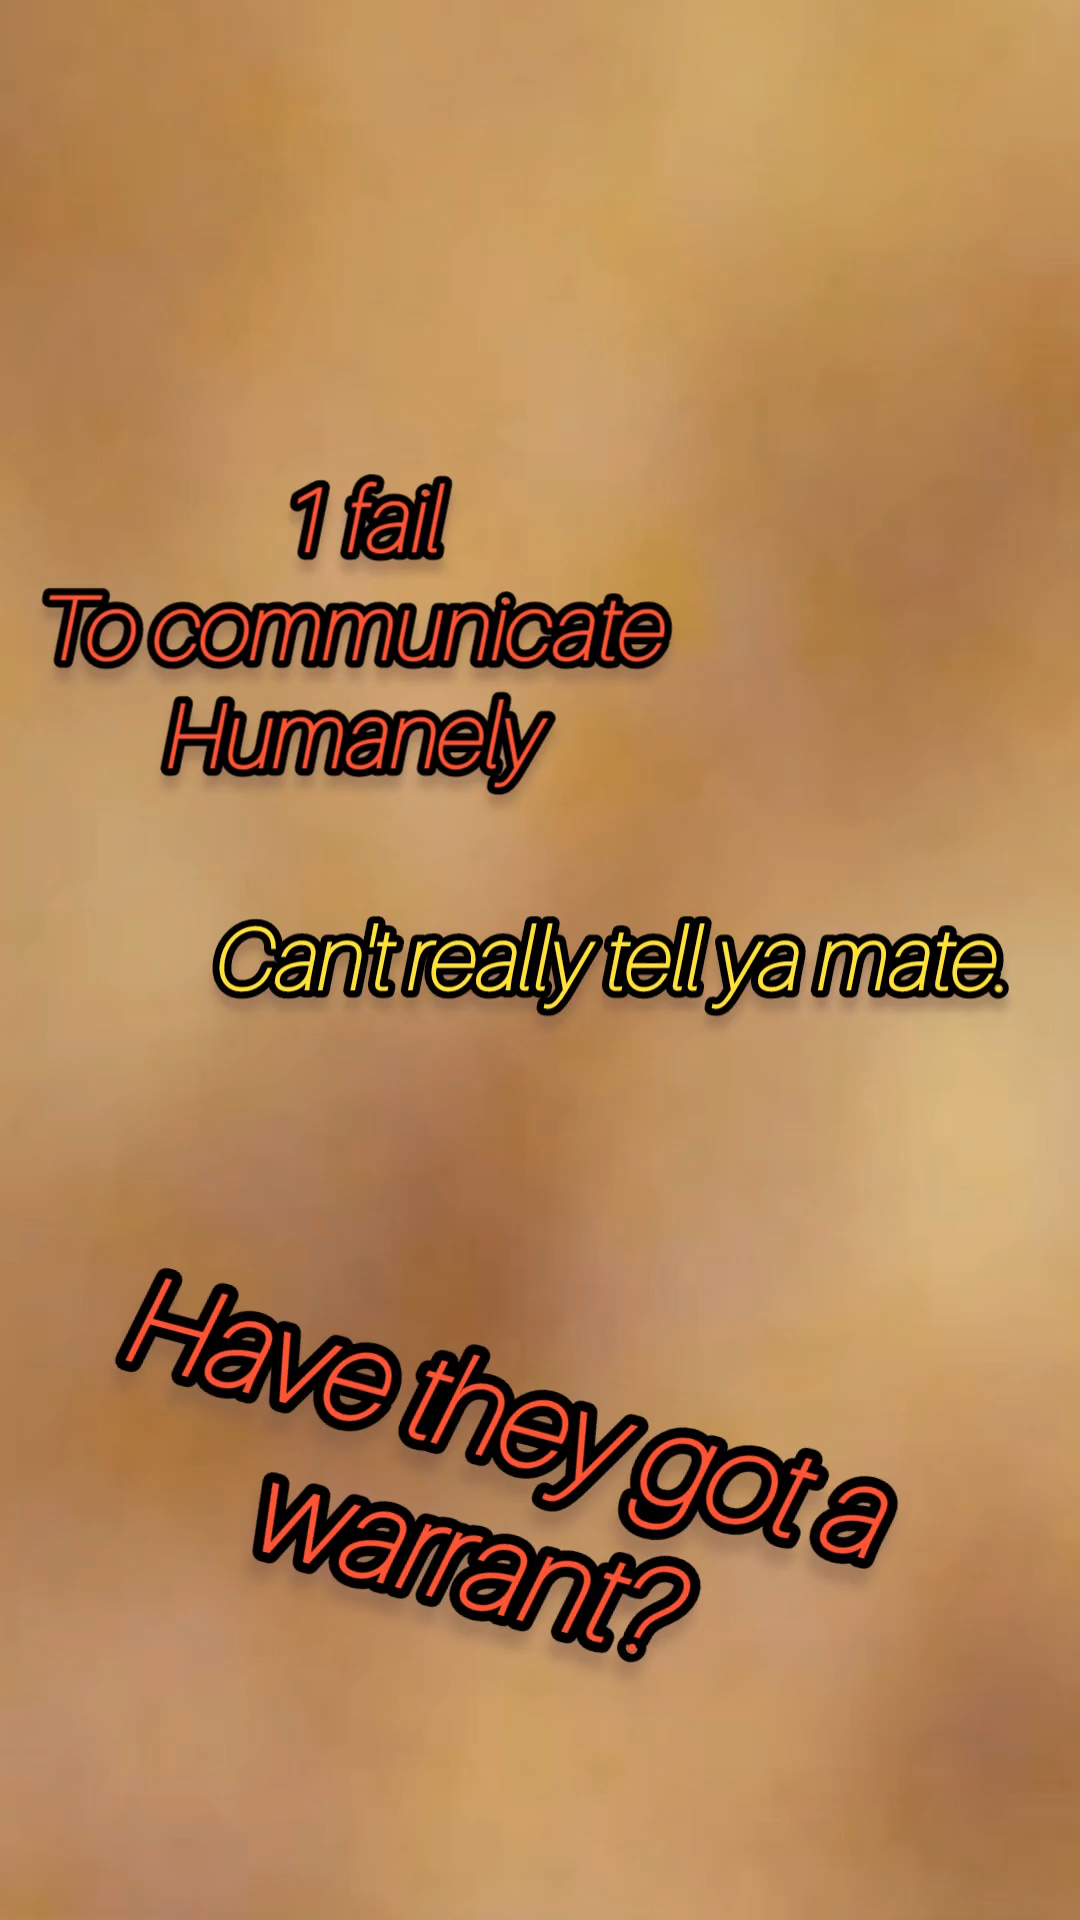 1 fail
To communicate
Humanely
Can't really tell ya mate.
Have they got a
warrant?